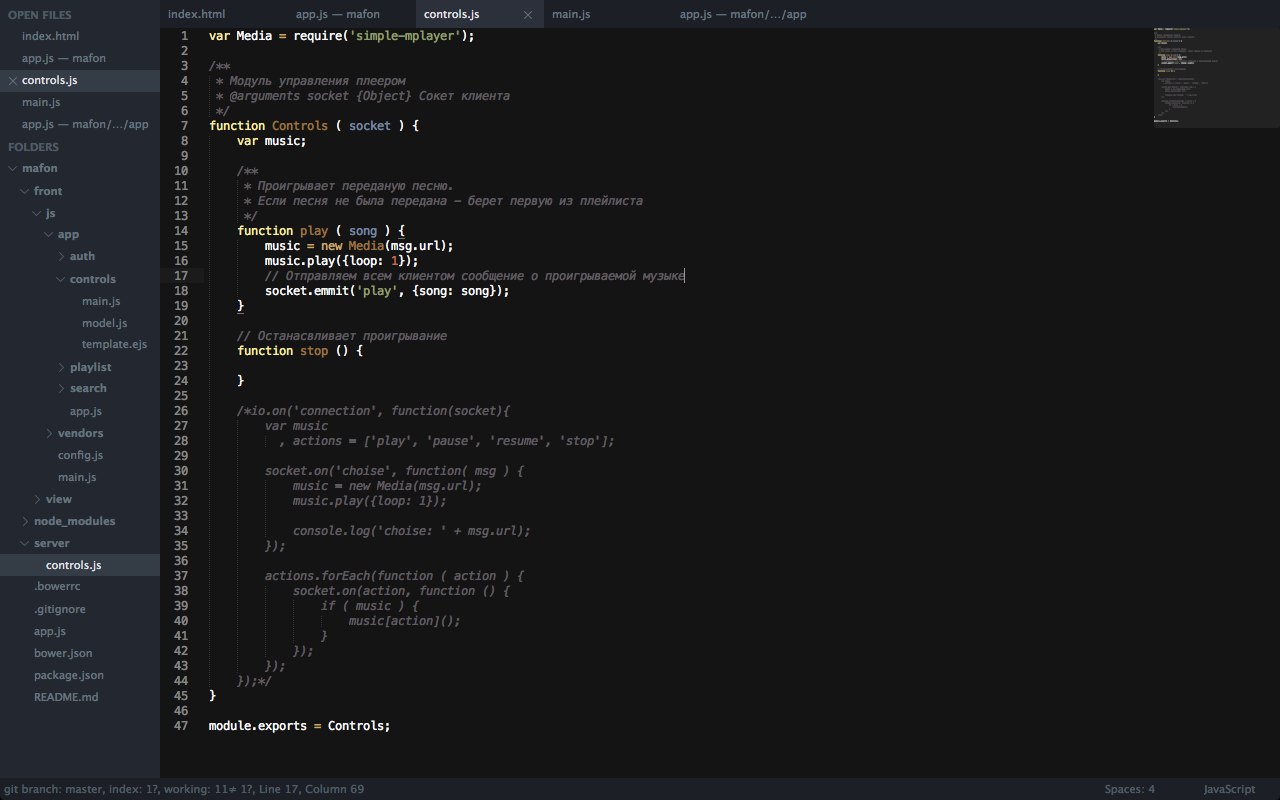 OPEN FILES
index.html
app.js — mafon
controls.js
main.js
app.js — mafon/…/app
FOLDERS
mafon
front
js
app
auth
controls
main.js
model.js
template.ejs
playlist
search
app.js
vendors
config.js
main.js
view
node_modules
server
controls.js
.bowerrc
.gitignore
app.js
bower.json
package.json
README.md
index.html app.js — mafon controls.js main.js app.js — mafon/…/app
1 var Media = require('simple-mplayer');
2
3 /**
4 * Модуль управления плеером
5 * @arguments socket {Object} Сокет клиента
6 */
7 function Controls ( socket ) {
8 var music;
9
10 /**
11 * Проигрывает переданую песню.
12 * Если песня не была передана – берет первую из плейлиста
13 */
14 function play ( song ) {
15 music = new Media(msg.url);
16 music.play({loop: 1});
17 // Отправляем всем клиентом сообщение о проигрываемой музыке
18 socket.emmit('play', {song: song});
19 }
20
21 // Останасвливает проигрывание
22 function stop () {
23
24 }
25
26 /*io.on('connection', function(socket){
27 var music
28 , actions = ['play', 'pause', 'resume', 'stop'];
29
30 socket.on('choise', function( msg ) {
31 music = new Media(msg.url);
32 music.play({loop: 1});
33
34 console.log('choise: ' + msg.url);
35 });
36
37 actions.forEach(function ( action ) {
38 socket.on(action, function () {
39 if ( music ) {
40 music[action]();
41 }
42 });
43 });
44 });*/
45 }
46
47 module.exports = Controls;
git branch: master, index: 1?, working: 11≠ 1?, Line 17, Column 69 Spaces: 4 JavaScript